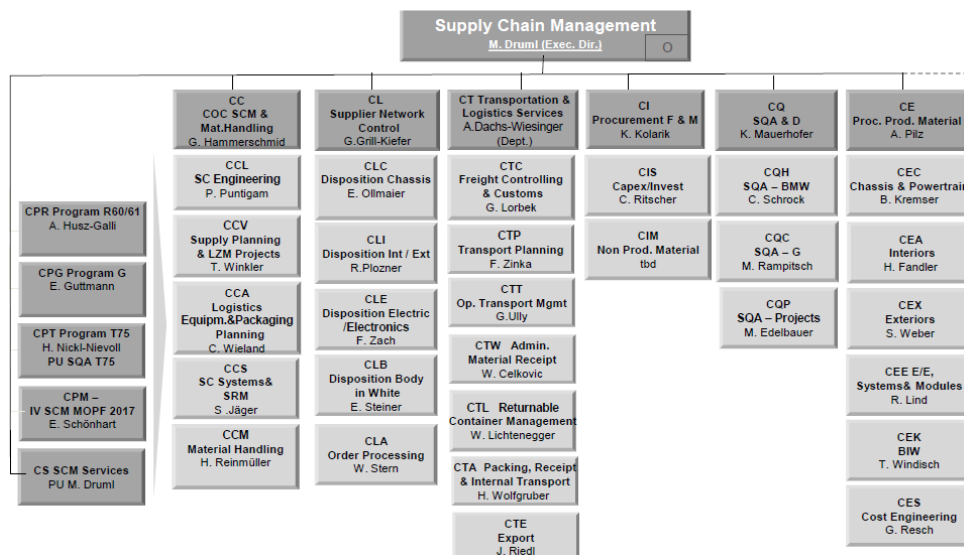 Supply Chain Management
M. Druml (Exec. Dir.)
O
CPR Program R60/61
A. Husz-Galli
CPG Program G
E. Guttmann
CPT Program T75
H. Nickl-Nievoll
PU SQA T75
CPM –
IV SCM MOPF 2017
E. Schönhart
CS SCM Services
PU M. Druml
CC
COC SCM &
Mat.Handling
G. Hammerschmid
CCL
SC Engineering
P. Puntigam
CCV
Supply Planning
& LZM Projects
T. Winkler
CCA
Logistics
Equipm.&Packaging
Planning
C. Wieland
CCS
SC Systems&
SRM
S .Jäger
CCM
Material Handling
H. Reinmüller
CL
Supplier Network
Control
G.Grill-Kiefer
CLC
Disposition Chassis
E. Ollmaier
CLI
Disposition Int / Ext
R.Plozner
CLE
Disposition Electric
/Electronics
F. Zach
CLB
Disposition Body
in White
E. Steiner
CLA
Order Processing
W. Stern
CT Transportation &
Logistics Services
A.Dachs-Wiesinger
(Dept.)
CTC
Freight Controlling
& Customs
G. Lorbek
CTP
Transport Planning
F. Zinka
CTT
Op. Transport Mgmt
G.Ully
CTW Admin.
Material Receipt
W. Celkovic
CTL Returnable
Container Management
W. Lichtenegger
CTA Packing, Receipt
& Internal Transport
H. Wolfgruber
CTE
Export
J. Riedl
CI
Procurement F & M
K. Kolarik
CIS
Capex/Invest
C. Ritscher
CIM
Non Prod. Material
tbd
CQ
SQA & D
K. Mauerhofer
CQH
SQA – BMW
C. Schrock
CQC
SQA – G
M. Rampitsch
CQP
SQA – Projects
M. Edelbauer
CE
Proc. Prod. Material
A. Pilz
CEC
Chassis & Powertrain
B. Kremser
CEA
Interiors
H. Fandler
CEX
Exteriors
S. Weber
CEE E/E,
Systems& Modules
R. Lind
CEK
BIW
T. Windisch
CES
Cost Engineering
G. Resch